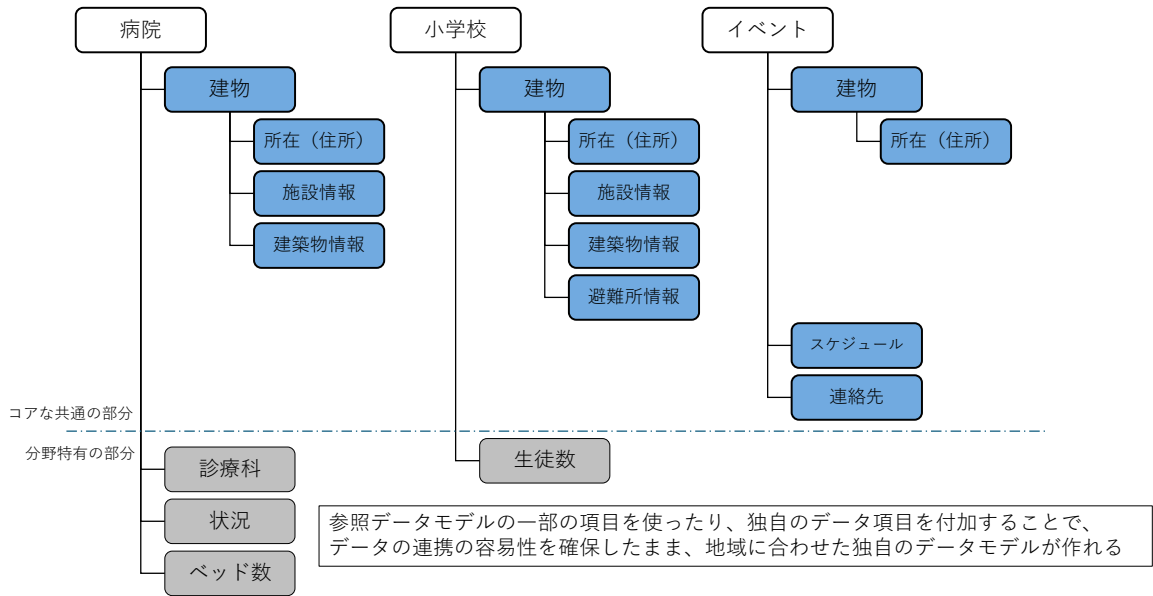 病院
建物
所在（住所）
施設情報
建築物情報
小学校
建物
所在（住所）
施設情報
建築物情報
避難所情報
イベント
建物
所在（住所）
スケジュール
連絡先
コアな共通の部分
分野特有の部分
診療科
状況
ベッド数
生徒数
参照データモデルの一部の項目を使ったり、独自のデータ項目を付加することで、
データの連携の容易性を確保したまま、地域に合わせた独自のデータモデルが作れる